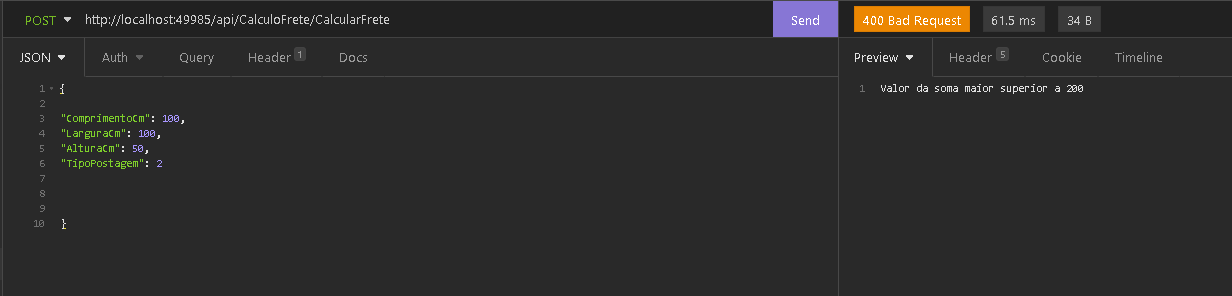 POST http://localhost:49985/api/CalculoFrete/CalcularFrete Send 400 Bad Request 61.5 ms 34 B
JSON Auth Query Header 1 Docs Preview Header 5 Cookie Timeline
1 {
2
3 "ComprimentoCm": 100,
4 "LarguraCm": 100,
5 "AlturaCm": 50,
6 "TipoPostagem": 2
7
8
9
10 }
1 Valor da soma maior superior a 200